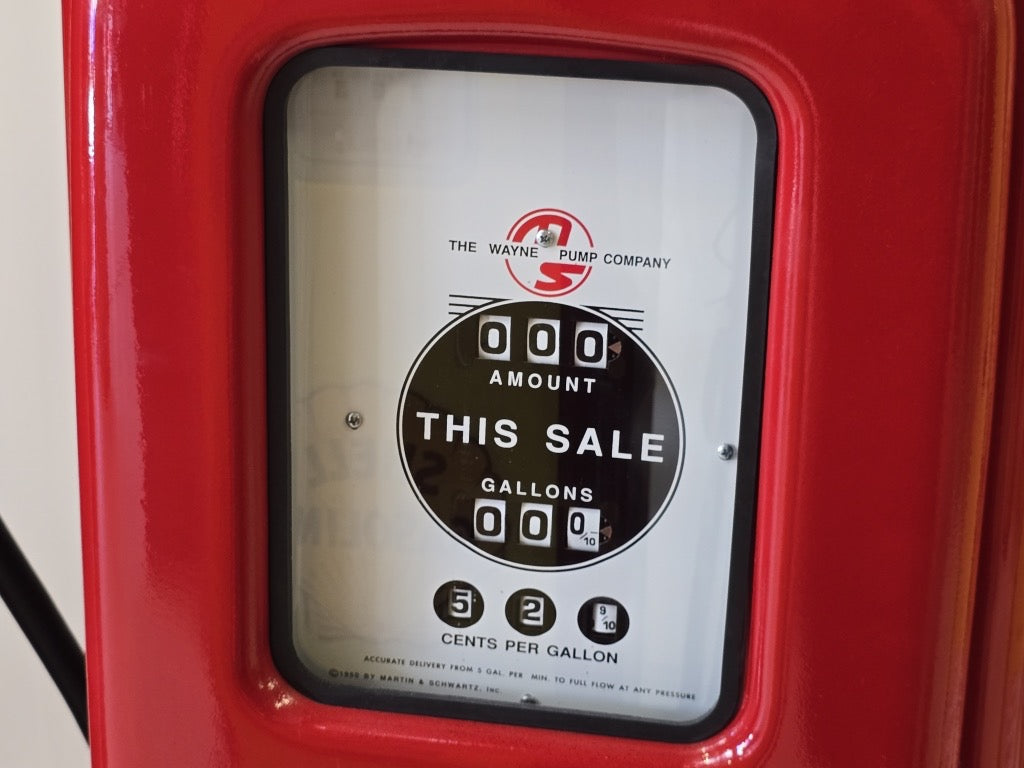 MS
THE WAYNE PUMP COMPANY
000
AMOUNT
THIS SALE
GALLONS
000/10
5 2 9/10
CENTS PER GALLON
ACCURATE DELIVERY FROM 5 GAL. PER MIN. TO FULL FLOW AT ANY PRESSURE
BY MARTIN & SCHWARTZ, Inc.